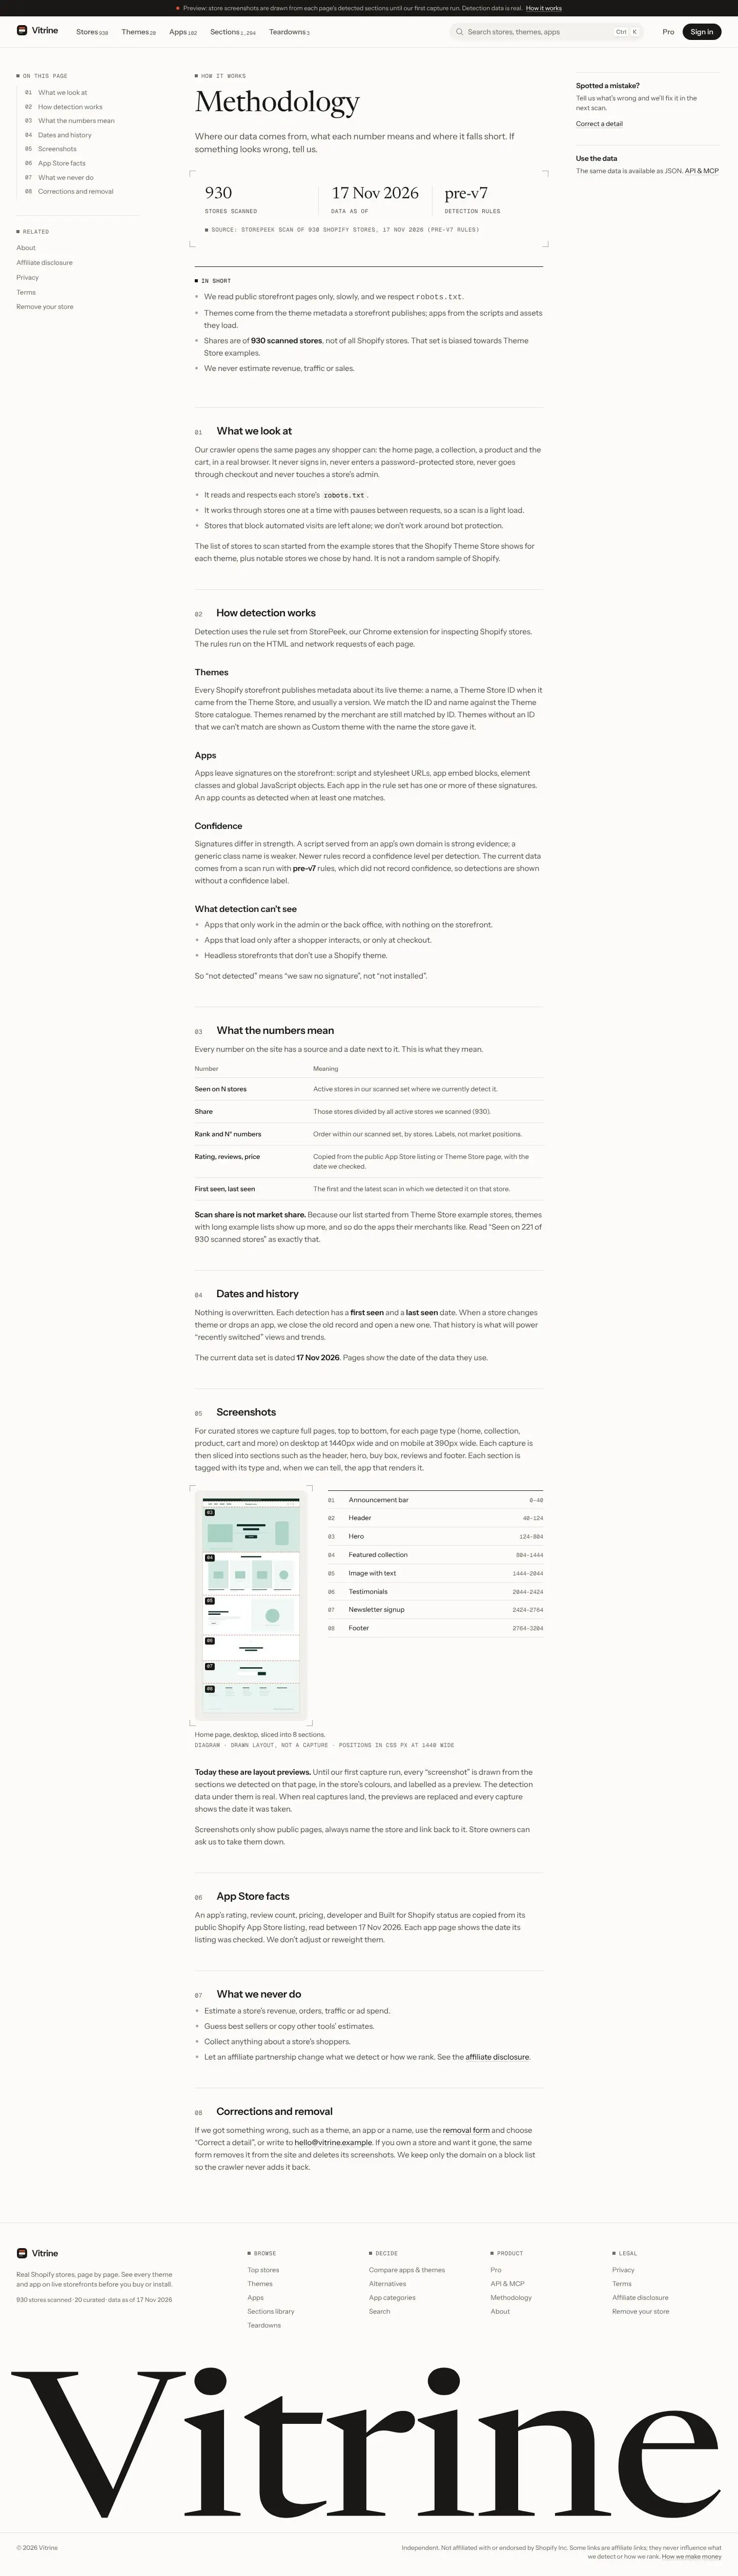 Preview: store screenshots are drawn from each page's detected sections until our first capture run. Detection data is real. How it works
Vitrine
Stores 930
Themes 20
Apps 102
Sections 1,294
Teardowns 3
Search stores, themes, apps
Ctrl K
Pro
Sign in
ON THIS PAGE
01 What we look at
02 How detection works
03 What the numbers mean
04 Dates and history
05 Screenshots
06 App Store facts
07 What we never do
08 Corrections and removal
RELATED
About
Affiliate disclosure
Privacy
Terms
Remove your store
HOW IT WORKS
Methodology
Where our data comes from, what each number means and where it falls short. If
something looks wrong, tell us.
930
STORES SCANNED
17 Nov 2026
DATA AS OF
pre-v7
DETECTION RULES
SOURCE: STOREPEEK SCAN OF 930 SHOPIFY STORES, 17 NOV 2026 (PRE-V7 RULES)
IN SHORT
We read public storefront pages only, slowly, and we respect robots.txt.
Themes come from the theme metadata a storefront publishes; apps from the scripts and assets
they load.
Shares are of 930 scanned stores, not of all Shopify stores. That set is biased towards Theme
Store examples.
We never estimate revenue, traffic or sales.
Spotted a mistake?
Tell us what's wrong and we'll fix it in the
next scan.
Correct a detail
Use the data
The same data is available as JSON. API & MCP
01 What we look at
Our crawler opens the same pages any shopper can: the home page, a collection, a product and the
cart, in a real browser. It never signs in, never enters a password-protected store, never goes
through checkout and never touches a store's admin.
It reads and respects each store's robots.txt.
It works through stores one at a time with pauses between requests, so a scan is a light load.
Stores that block automated visits are left alone; we don't work around bot protection.
The list of stores to scan started from the example stores that the Shopify Theme Store shows for
each theme, plus notable stores we chose by hand. It is not a random sample of Shopify.
02 How detection works
Detection uses the rule set from StorePeek, our Chrome extension for inspecting Shopify stores.
The rules run on the HTML and network requests of each page.
Themes
Every Shopify storefront publishes metadata about its live theme: a name, a Theme Store ID when it
came from the Theme Store, and usually a version. We match the ID and name against the Theme
Store catalogue. Themes renamed by the merchant are still matched by ID. Themes without an ID
that we can't match are shown as Custom theme with the name the store gave it.
Apps
Apps leave signatures on the storefront: script and stylesheet URLs, app embed blocks, element
classes and global JavaScript objects. Each app in the rule set has one or more of these signatures.
An app counts as detected when at least one matches.
Confidence
Signatures differ in strength. A script served from an app's own domain is strong evidence; a
generic class name is weaker. Newer rules record a confidence level per detection. The current data
comes from a scan run with pre-v7 rules, which did not record confidence, so detections are shown
without a confidence label.
What detection can't see
Apps that only work in the admin or the back office, with nothing on the storefront.
Apps that load only after a shopper interacts, or only at checkout.
Headless storefronts that don't use a Shopify theme.
So "not detected" means "we saw no signature", not "not installed".
03 What the numbers mean
Every number on the site has a source and a date next to it. This is what they mean.
Number Meaning
Seen on N stores Active stores in our scanned set where we currently detect it.
Share Those stores divided by all active stores we scanned (930).
Rank and Nº numbers Order within our scanned set, by stores. Labels, not market positions.
Rating, reviews, price Copied from the public App Store listing or Theme Store page, with the
date we checked.
First seen, last seen The first and the latest scan in which we detected it on that store.
Scan share is not market share. Because our list started from Theme Store example stores, themes
with long example lists show up more, and so do the apps their merchants like. Read "Seen on 221 of
930 scanned stores" as exactly that.
04 Dates and history
Nothing is overwritten. Each detection has a first seen and a last seen date. When a store changes
theme or drops an app, we close the old record and open a new one. That history is what will power
"recently switched" views and trends.
The current data set is dated 17 Nov 2026. Pages show the date of the data they use.
05 Screenshots
For curated stores we capture full pages, top to bottom, for each page type (home, collection,
product, cart and more) on desktop at 1440px wide and on mobile at 390px wide. Each capture is
then sliced into sections such as the header, hero, buy box, reviews and footer. Each section is
tagged with its type and, when we can tell, the app that renders it.
03
04
05
06
07
08
01 Announcement bar 0–40
02 Header 40–124
03 Hero 124–804
04 Featured collection 804–1444
05 Image with text 1444–2044
06 Testimonials 2044–2424
07 Newsletter signup 2424–2764
08 Footer 2764–3204
Home page, desktop, sliced into 8 sections.
DIAGRAM · DRAWN LAYOUT, NOT A CAPTURE · POSITIONS IN CSS PX AT 1440 WIDE
Today these are layout previews. Until our first capture run, every "screenshot" is drawn from the
sections we detected on that page, in the store's colours, and labelled as a preview. The detection
data under them is real. When real captures land, the previews are replaced and every capture
shows the date it was taken.
Screenshots only show public pages, always name the store and link back to it. Store owners can
ask us to take them down.
06 App Store facts
An app's rating, review count, pricing, developer and Built for Shopify status are copied from its
public Shopify App Store listing, read between 17 Nov 2026. Each app page shows the date its
listing was checked. We don't adjust or reweight them.
07 What we never do
Estimate a store's revenue, orders, traffic or ad spend.
Guess best sellers or copy other tools' estimates.
Collect anything about a store's shoppers.
Let an affiliate partnership change what we detect or how we rank. See the affiliate disclosure.
08 Corrections and removal
If we got something wrong, such as a theme, an app or a name, use the removal form and choose
"Correct a detail", or write to hello@vitrine.example. If you own a store and want it gone, the same
form removes it from the site and deletes its screenshots. We keep only the domain on a block list
so the crawler never adds it back.
Vitrine
Real Shopify stores, page by page. See every theme
and app on live storefronts before you buy or install.
930 stores scanned · 20 curated · data as of 17 Nov 2026
BROWSE
Top stores
Themes
Apps
Sections library
Teardowns
DECIDE
Compare apps & themes
Alternatives
App categories
Search
PRODUCT
Pro
API & MCP
Methodology
About
LEGAL
Privacy
Terms
Affiliate disclosure
Remove your store
Vitrine
© 2026 Vitrine
Independent. Not affiliated with or endorsed by Shopify Inc. Some links are affiliate links; they never influence what
we detect or how we rank. How we make money